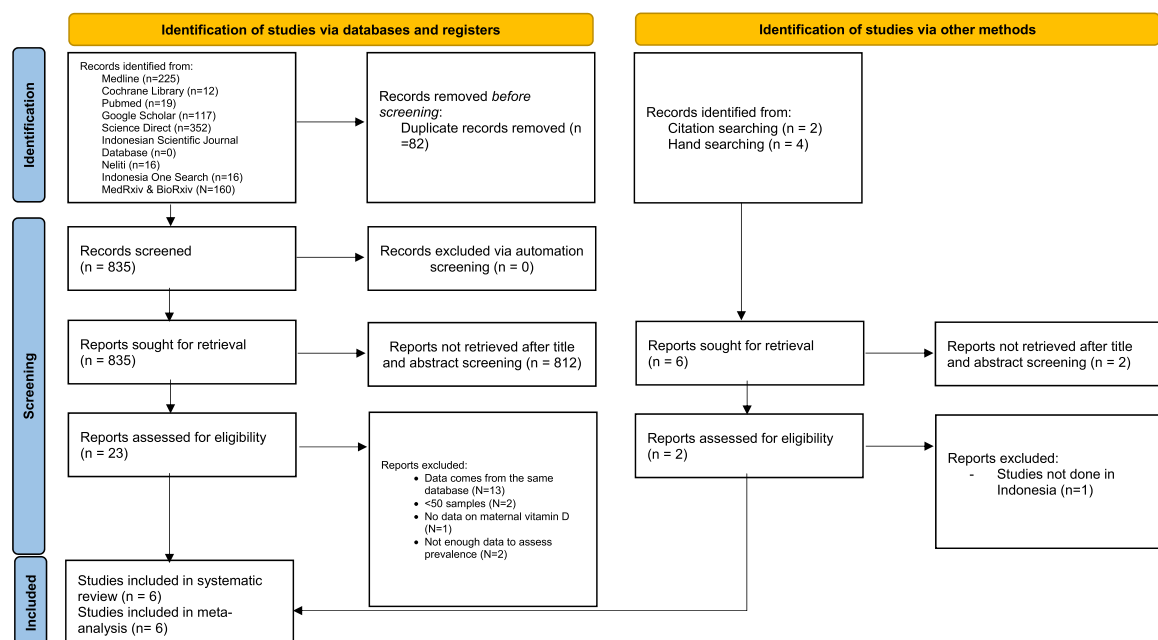 Identification of studies via databases and registers
Identification of studies via other methods
Identification
Records identified from:
Medline (n=225)
Cochrane Library (n=12)
Pubmed (n=19)
Google Scholar (n=117)
Science Direct (n=352)
Indonesian Scientific Journal
Database (n=0)
Neliti (n=16)
Indonesia One Search (n=16)
MedRxiv & BioRxiv (N=160)
Records removed before
screening:
Duplicate records removed (n
=82)
Records identified from:
Citation searching (n = 2)
Hand searching (n = 4)
Screening
Records screened
(n = 835)
Records excluded via automation
screening (n = 0)
Reports sought for retrieval
(n = 835)
Reports not retrieved after title
and abstract screening (n = 812)
Reports sought for retrieval
(n = 6)
Reports not retrieved after title
and abstract screening (n = 2)
Reports assessed for eligibility
(n = 23)
Reports excluded:
• Data comes from the same
database (N=13)
• <50 samples (N=2)
• No data on maternal vitamin D
(N=1)
• Not enough data to assess
prevalence (N=2)
Reports assessed for eligibility
(n = 2)
Reports excluded:
- Studies not done in
Indonesia (n=1)
Included
Studies included in systematic
review (n = 6)
Studies included in meta-
analysis (n= 6)